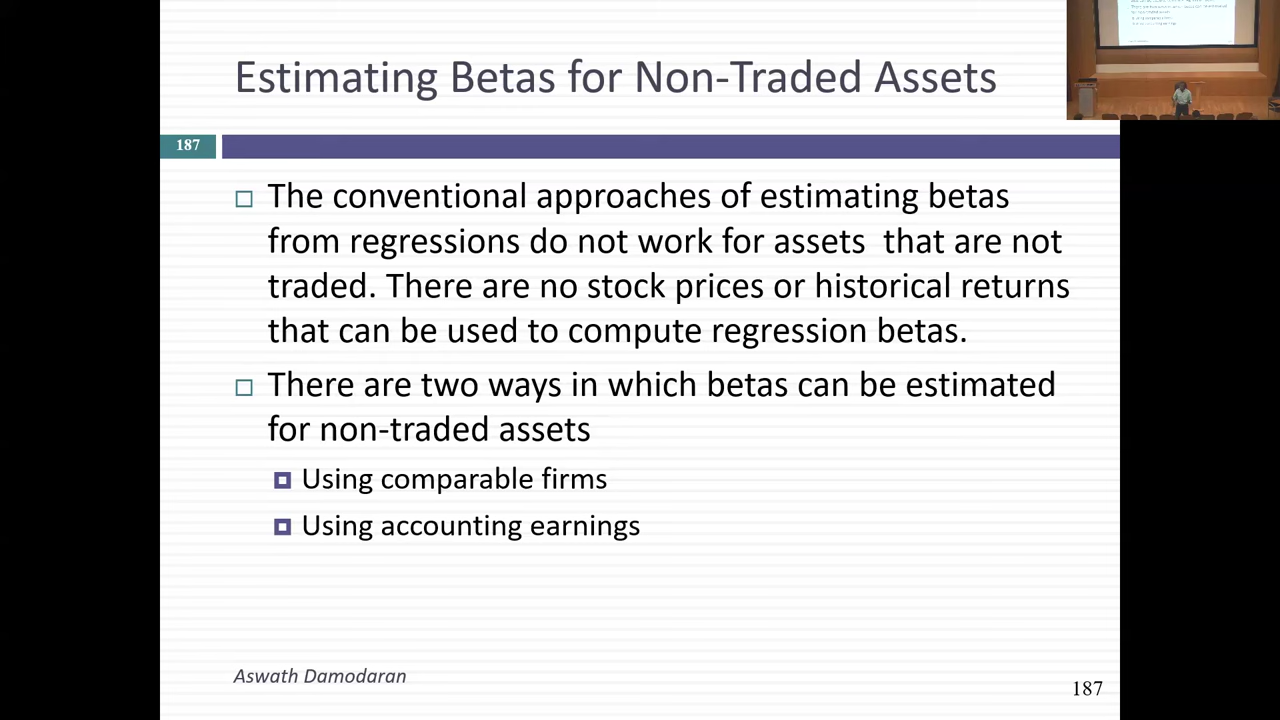 Estimating Betas for Non-Traded Assets
187
The conventional approaches of estimating betas
from regressions do not work for assets that are not
traded. There are no stock prices or historical returns
that can be used to compute regression betas.
There are two ways in which betas can be estimated
for non-traded assets
Using comparable firms
Using accounting earnings
Aswath Damodaran
187